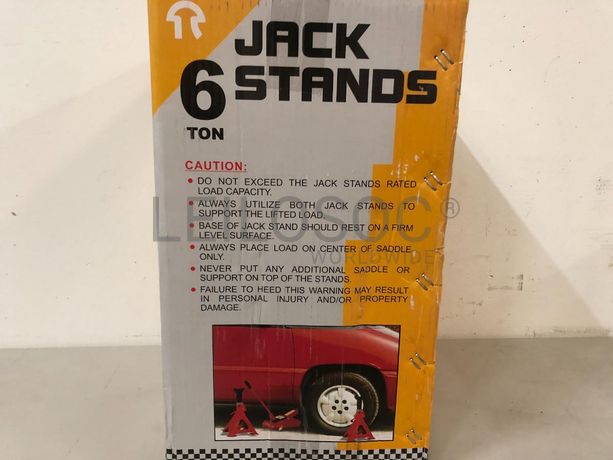 JACK
STANDS
6
TON
CAUTION:
• DO NOT EXCEED THE JACK STANDS RATED
LOAD CAPACITY.
• ALWAYS UTILIZE BOTH JACK STANDS TO
SUPPORT THE LIFTED LOAD.
• BASE OF JACK STAND SHOULD REST ON A FIRM
LEVEL SURFACE.
• ALWAYS PLACE LOAD ON CENTER OF SADDLE
ONLY.
• NEVER PUT ANY ADDITIONAL SADDLE OR
SUPPORT ON TOP OF THE STANDS.
• FAILURE TO HEED THIS WARNING MAY RESULT
IN PERSONAL INJURY AND/OR PROPERTY
DAMAGE.
LEILOSOC®
WORLDWIDE